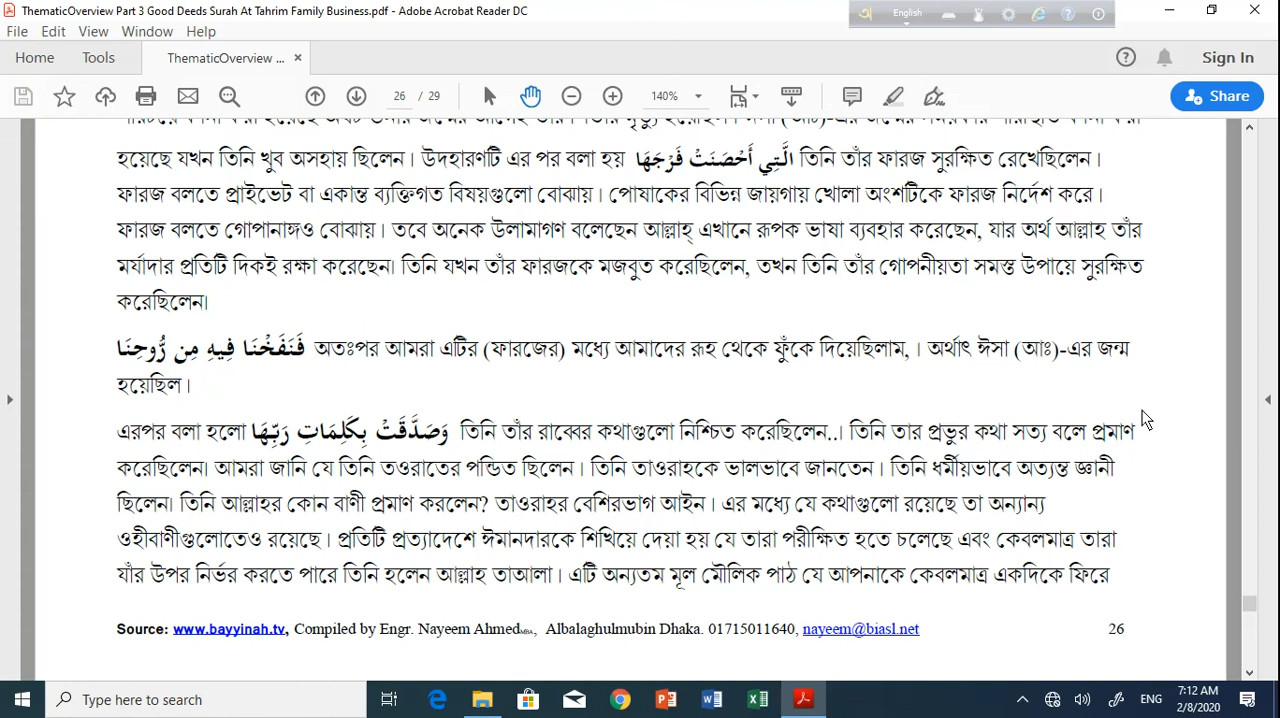 ThematicOverview Part 3 Good Deeds Surah At Tahrim Family Business.pdf - Adobe Acrobat Reader DC
English
File Edit View Window Help
Home Tools ThematicOverview ... × Sign In
26 / 29 140% Share
হয়েছে যখন তিনি খুব অসহায় ছিলেন। উদহারণটি এর পর বলা হয় الَّتِي أَحْصَنَتْ فَرْجَهَا তিনি তাঁর ফারজ সুরক্ষিত রেখেছিলেন।
ফারজ বলতে প্রাইভেট বা একান্ত ব্যক্তিগত বিষয়গুলো বোঝায়। পোষাকের বিভিন্ন জায়গায় খোলা অংশটিকে ফারজ নির্দেশ করে।
ফারজ বলতে গোপানাঙ্গও বোঝায়। তবে অনেক উলামাগণ বলেছেন আল্লাহ্ এখানে রূপক ভাষা ব্যবহার করেছেন, যার অর্থ আল্লাহ তাঁর
মর্যাদার প্রতিটি দিকই রক্ষা করেছেন। তিনি যখন তাঁর ফারজকে মজবুত করেছিলেন, তখন তিনি তাঁর গোপনীয়তা সমস্ত উপায়ে সুরক্ষিত
করেছিলেন।
فَنَفَخْنَا فِيهِ مِن رُّوحِنَا অতঃপর আমরা এটির (ফারজের) মধ্যে আমাদের রূহ থেকে ফুঁকে দিয়েছিলাম, । অর্থাৎ ঈসা (আঃ)-এর জন্ম
হয়েছিল।
এরপর বলা হলো وَصَدَّقَتْ بِكَلِمَاتِ رَبِّهَا তিনি তাঁর রাব্বের কথাগুলো নিশ্চিত করেছিলেন..। তিনি তার প্রভুর কথা সত্য বলে প্রমাণ
করেছিলেন। আমরা জানি যে তিনি তওরাতের পন্ডিত ছিলেন। তিনি তাওরাহকে ভালভাবে জানতেন। তিনি ধর্মীয়ভাবে অত্যন্ত জ্ঞানী
ছিলেন। তিনি আল্লাহর কোন বাণী প্রমাণ করলেন? তাওরাহর বেশিরভাগ আইন। এর মধ্যে যে কথাগুলো রয়েছে তা অন্যান্য
ওহীবাণীগুলোতেও রয়েছে। প্রতিটি প্রত্যাদেশে ঈমানদারকে শিখিয়ে দেয়া হয় যে তারা পরীক্ষিত হতে চলেছে এবং কেবলমাত্র তারা
যাঁর উপর নির্ভর করতে পারে তিনি হলেন আল্লাহ তাআলা। এটি অন্যতম মূল মৌলিক পাঠ যে আপনাকে কেবলমাত্র একদিকে ফিরে
Source: www.bayyinah.tv, Compiled by Engr. Nayeem Ahmed MBA, Albalaghulmubin Dhaka. 01715011640, nayeem@biasl.net 26
Type here to search ENG 7:12 AM
2/8/2020